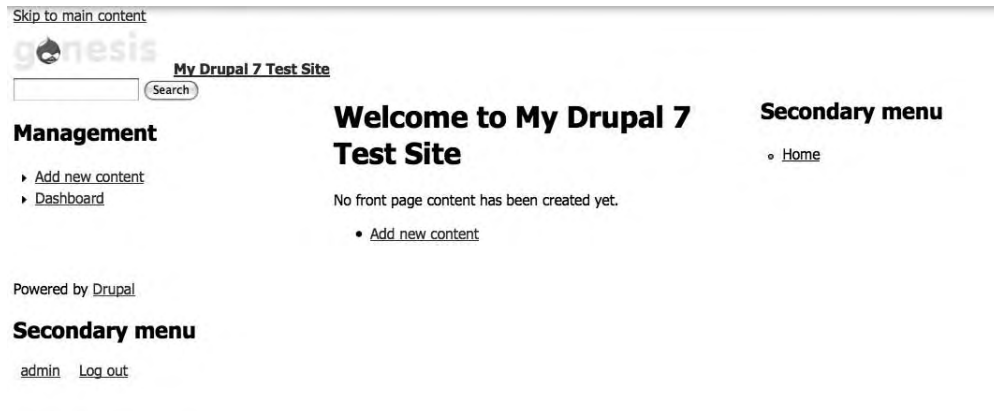 Skip to main content
genesis
My Drupal 7 Test Site
Search
Management
Add new content
Dashboard
Welcome to My Drupal 7
Test Site
No front page content has been created yet.
Add new content
Secondary menu
Home
Powered by Drupal
Secondary menu
admin Log out